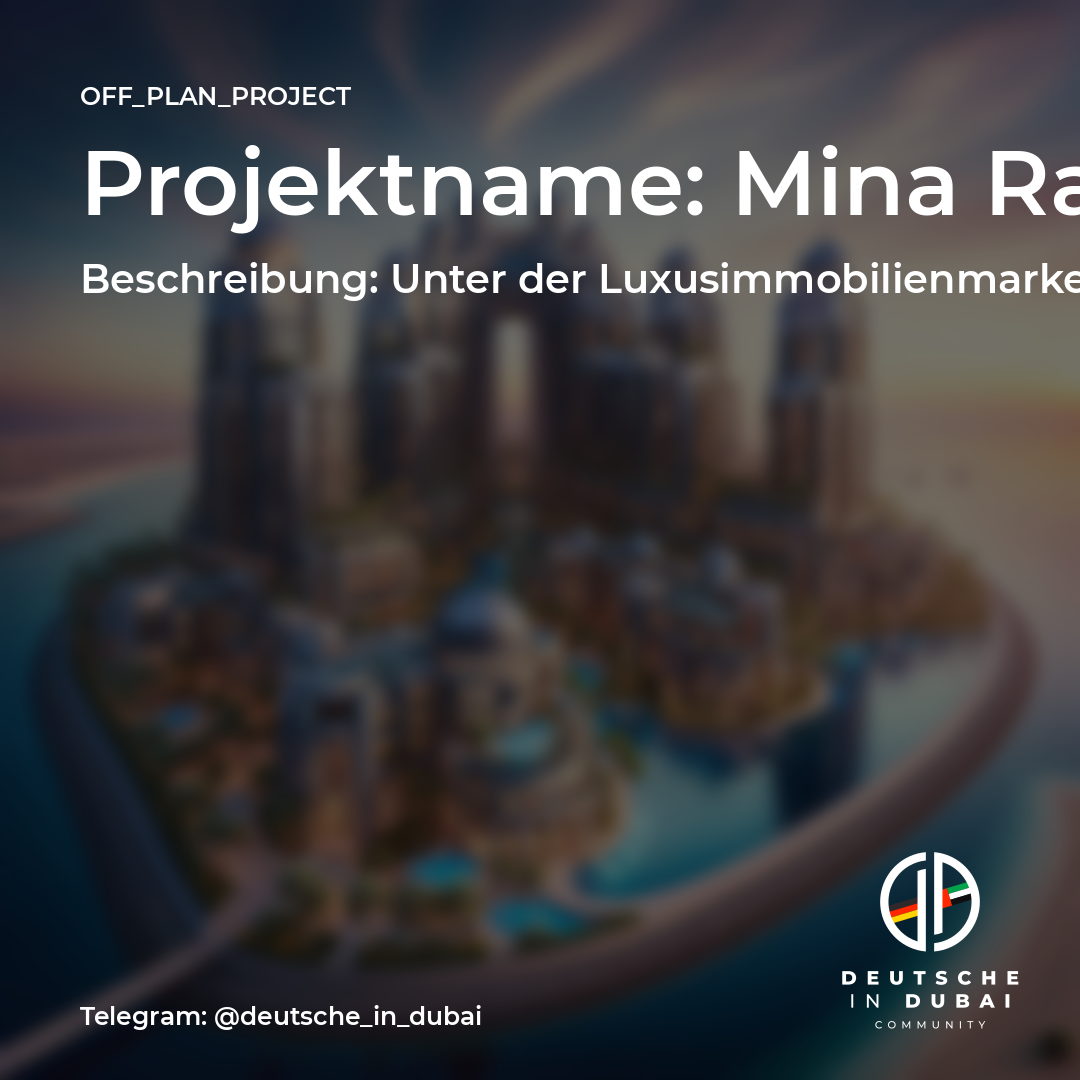 OFF_PLAN_PROJECT
Projektname: Mina Ra
Beschreibung: Unter der Luxusimmobilienmarke
Telegram: @deutsche_in_dubai
DEUTSCHE
IN DUBAI
COMMUNITY